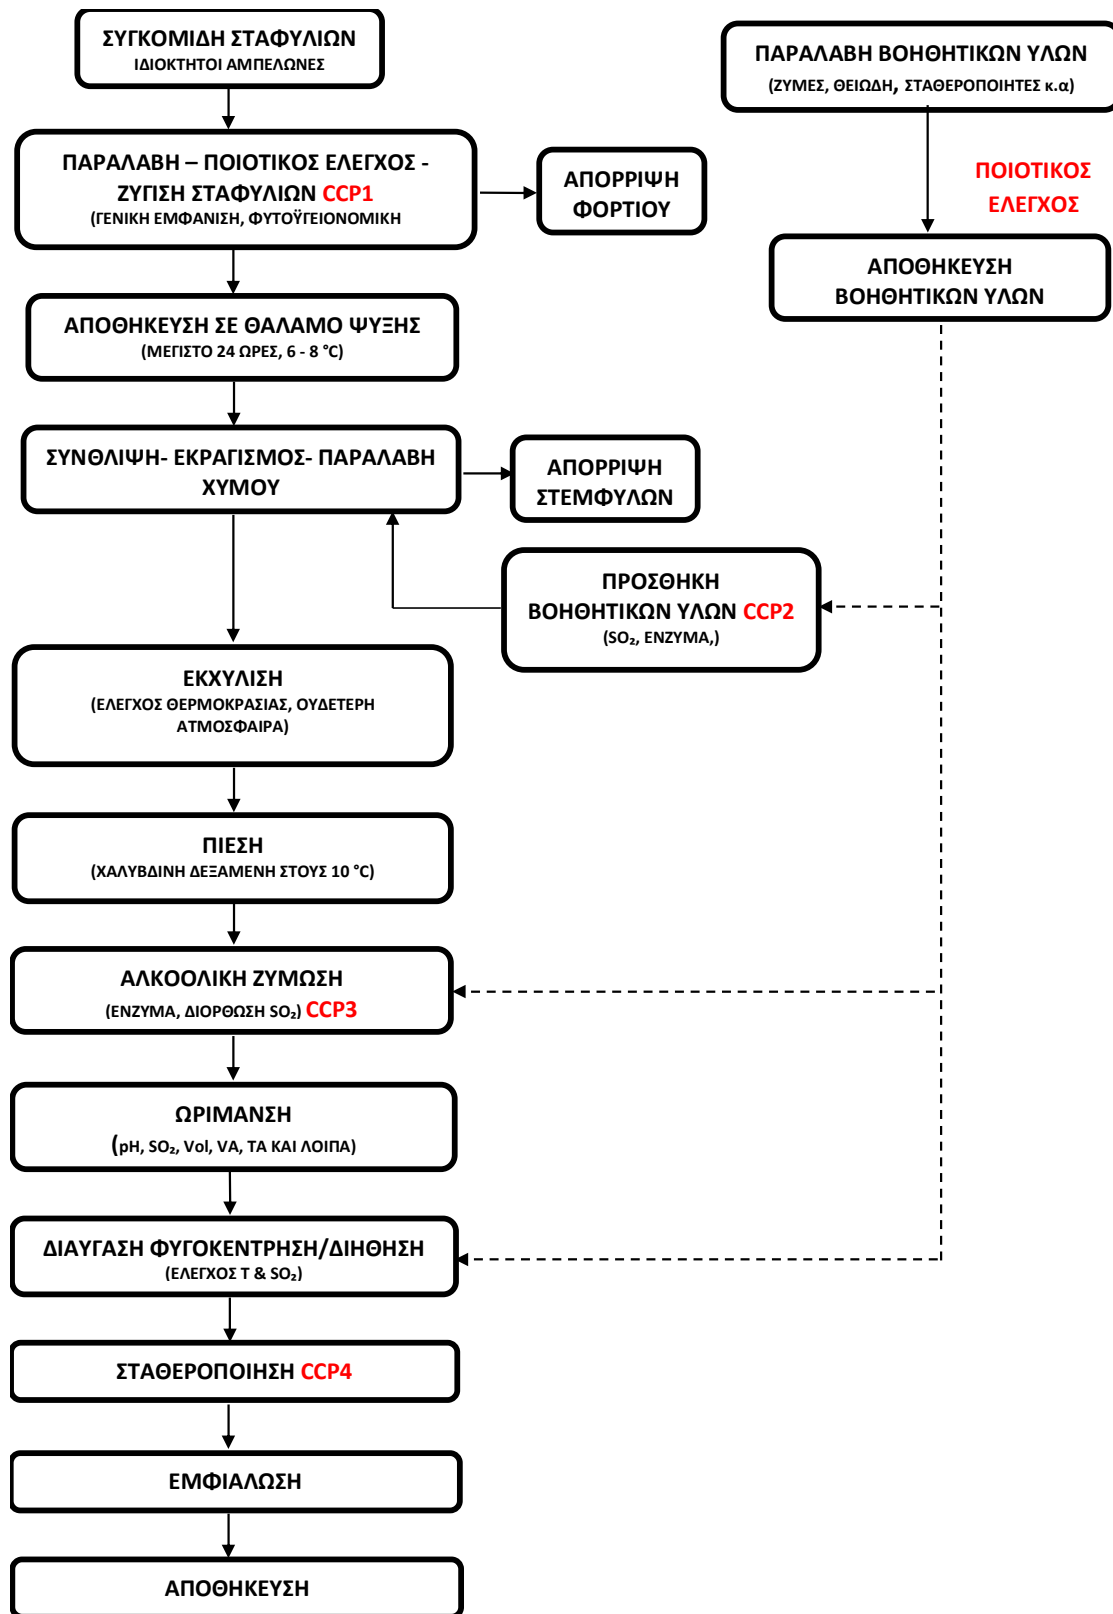 ΣΥΓΚΟΜΙΔΗ ΣΤΑΦΥΛΙΩΝ
ΙΔΙΟΚΤΗΤΟΙ ΑΜΠΕΛΩΝΕΣ
ΠΑΡΑΛΑΒΗ ΒΟΗΘΗΤΙΚΩΝ ΥΛΩΝ
(ΖΥΜΕΣ, ΘΕΙΩΔΗ, ΣΤΑΘΕΡΟΠΟΙΗΤΕΣ κ.α)
ΠΑΡΑΛΑΒΗ – ΠΟΙΟΤΙΚΟΣ ΕΛΕΓΧΟΣ -
ΖΥΓΙΣΗ ΣΤΑΦΥΛΙΩΝ CCP1
(ΓΕΝΙΚΗ ΕΜΦΑΝΙΣΗ, ΦΥΤΟΫΓΕΙΟΝΟΜΙΚΗ
ΑΠΟΡΡΙΨΗ
ΦΟΡΤΙΟΥ
ΠΟΙΟΤΙΚΟΣ
ΕΛΕΓΧΟΣ
ΑΠΟΘΗΚΕΥΣΗ
ΒΟΗΘΗΤΙΚΩΝ ΥΛΩΝ
ΑΠΟΘΗΚΕΥΣΗ ΣΕ ΘΑΛΑΜΟ ΨΥΞΗΣ
(ΜΕΓΙΣΤΟ 24 ΩΡΕΣ, 6 - 8 °C)
ΣΥΝΘΛΙΨΗ- ΕΚΡΑΓΙΣΜΟΣ- ΠΑΡΑΛΑΒΗ
ΧΥΜΟΥ
ΑΠΟΡΡΙΨΗ
ΣΤΕΜΦΥΛΩΝ
ΠΡΟΣΘΗΚΗ
ΒΟΗΘΗΤΙΚΩΝ ΥΛΩΝ CCP2
(SO₂, ΕΝΖΥΜΑ,)
ΕΚΧΥΛΙΣΗ
(ΕΛΕΓΧΟΣ ΘΕΡΜΟΚΡΑΣΙΑΣ, ΟΥΔΕΤΕΡΗ
ΑΤΜΟΣΦΑΙΡΑ)
ΠΙΕΣΗ
(ΧΑΛΥΒΔΙΝΗ ΔΕΞΑΜΕΝΗ ΣΤΟΥΣ 10 °C)
ΑΛΚΟΟΛΙΚΗ ΖΥΜΩΣΗ
(ΕΝΖΥΜΑ, ΔΙΟΡΘΩΣΗ SO₂) CCP3
ΩΡΙΜΑΝΣΗ
(pH, SO₂, Vol, VA, TA ΚΑΙ ΛΟΙΠΑ)
ΔΙΑΥΓΑΣΗ ΦΥΓΟΚΕΝΤΡΗΣΗ/ΔΙΗΘΗΣΗ
(ΕΛΕΓΧΟΣ Τ & SO₂)
ΣΤΑΘΕΡΟΠΟΙΗΣΗ CCP4
ΕΜΦΙΑΛΩΣΗ
ΑΠΟΘΗΚΕΥΣΗ